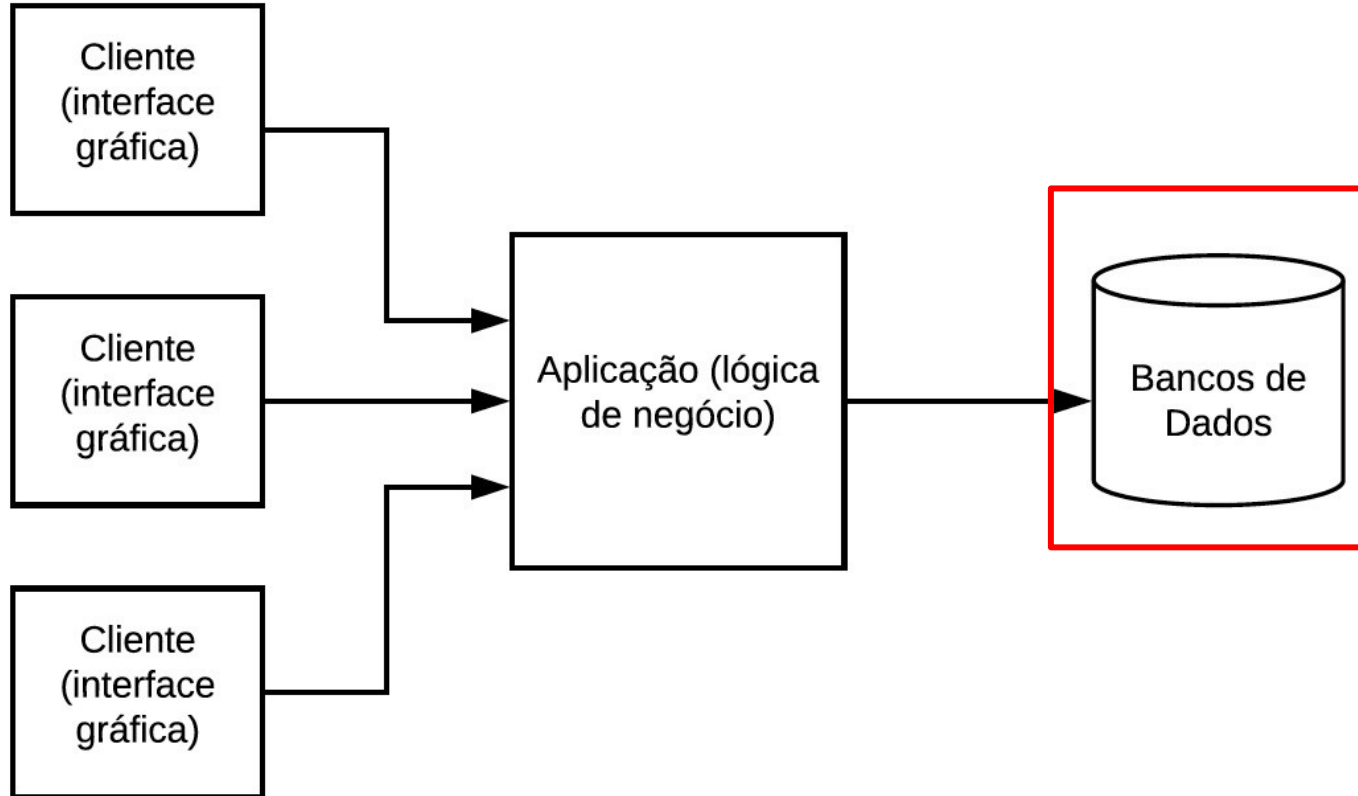 Cliente
(interface
gráfica)
Cliente
(interface
gráfica)
Cliente
(interface
gráfica)
Aplicação (lógica
de negócio)
Bancos de
Dados